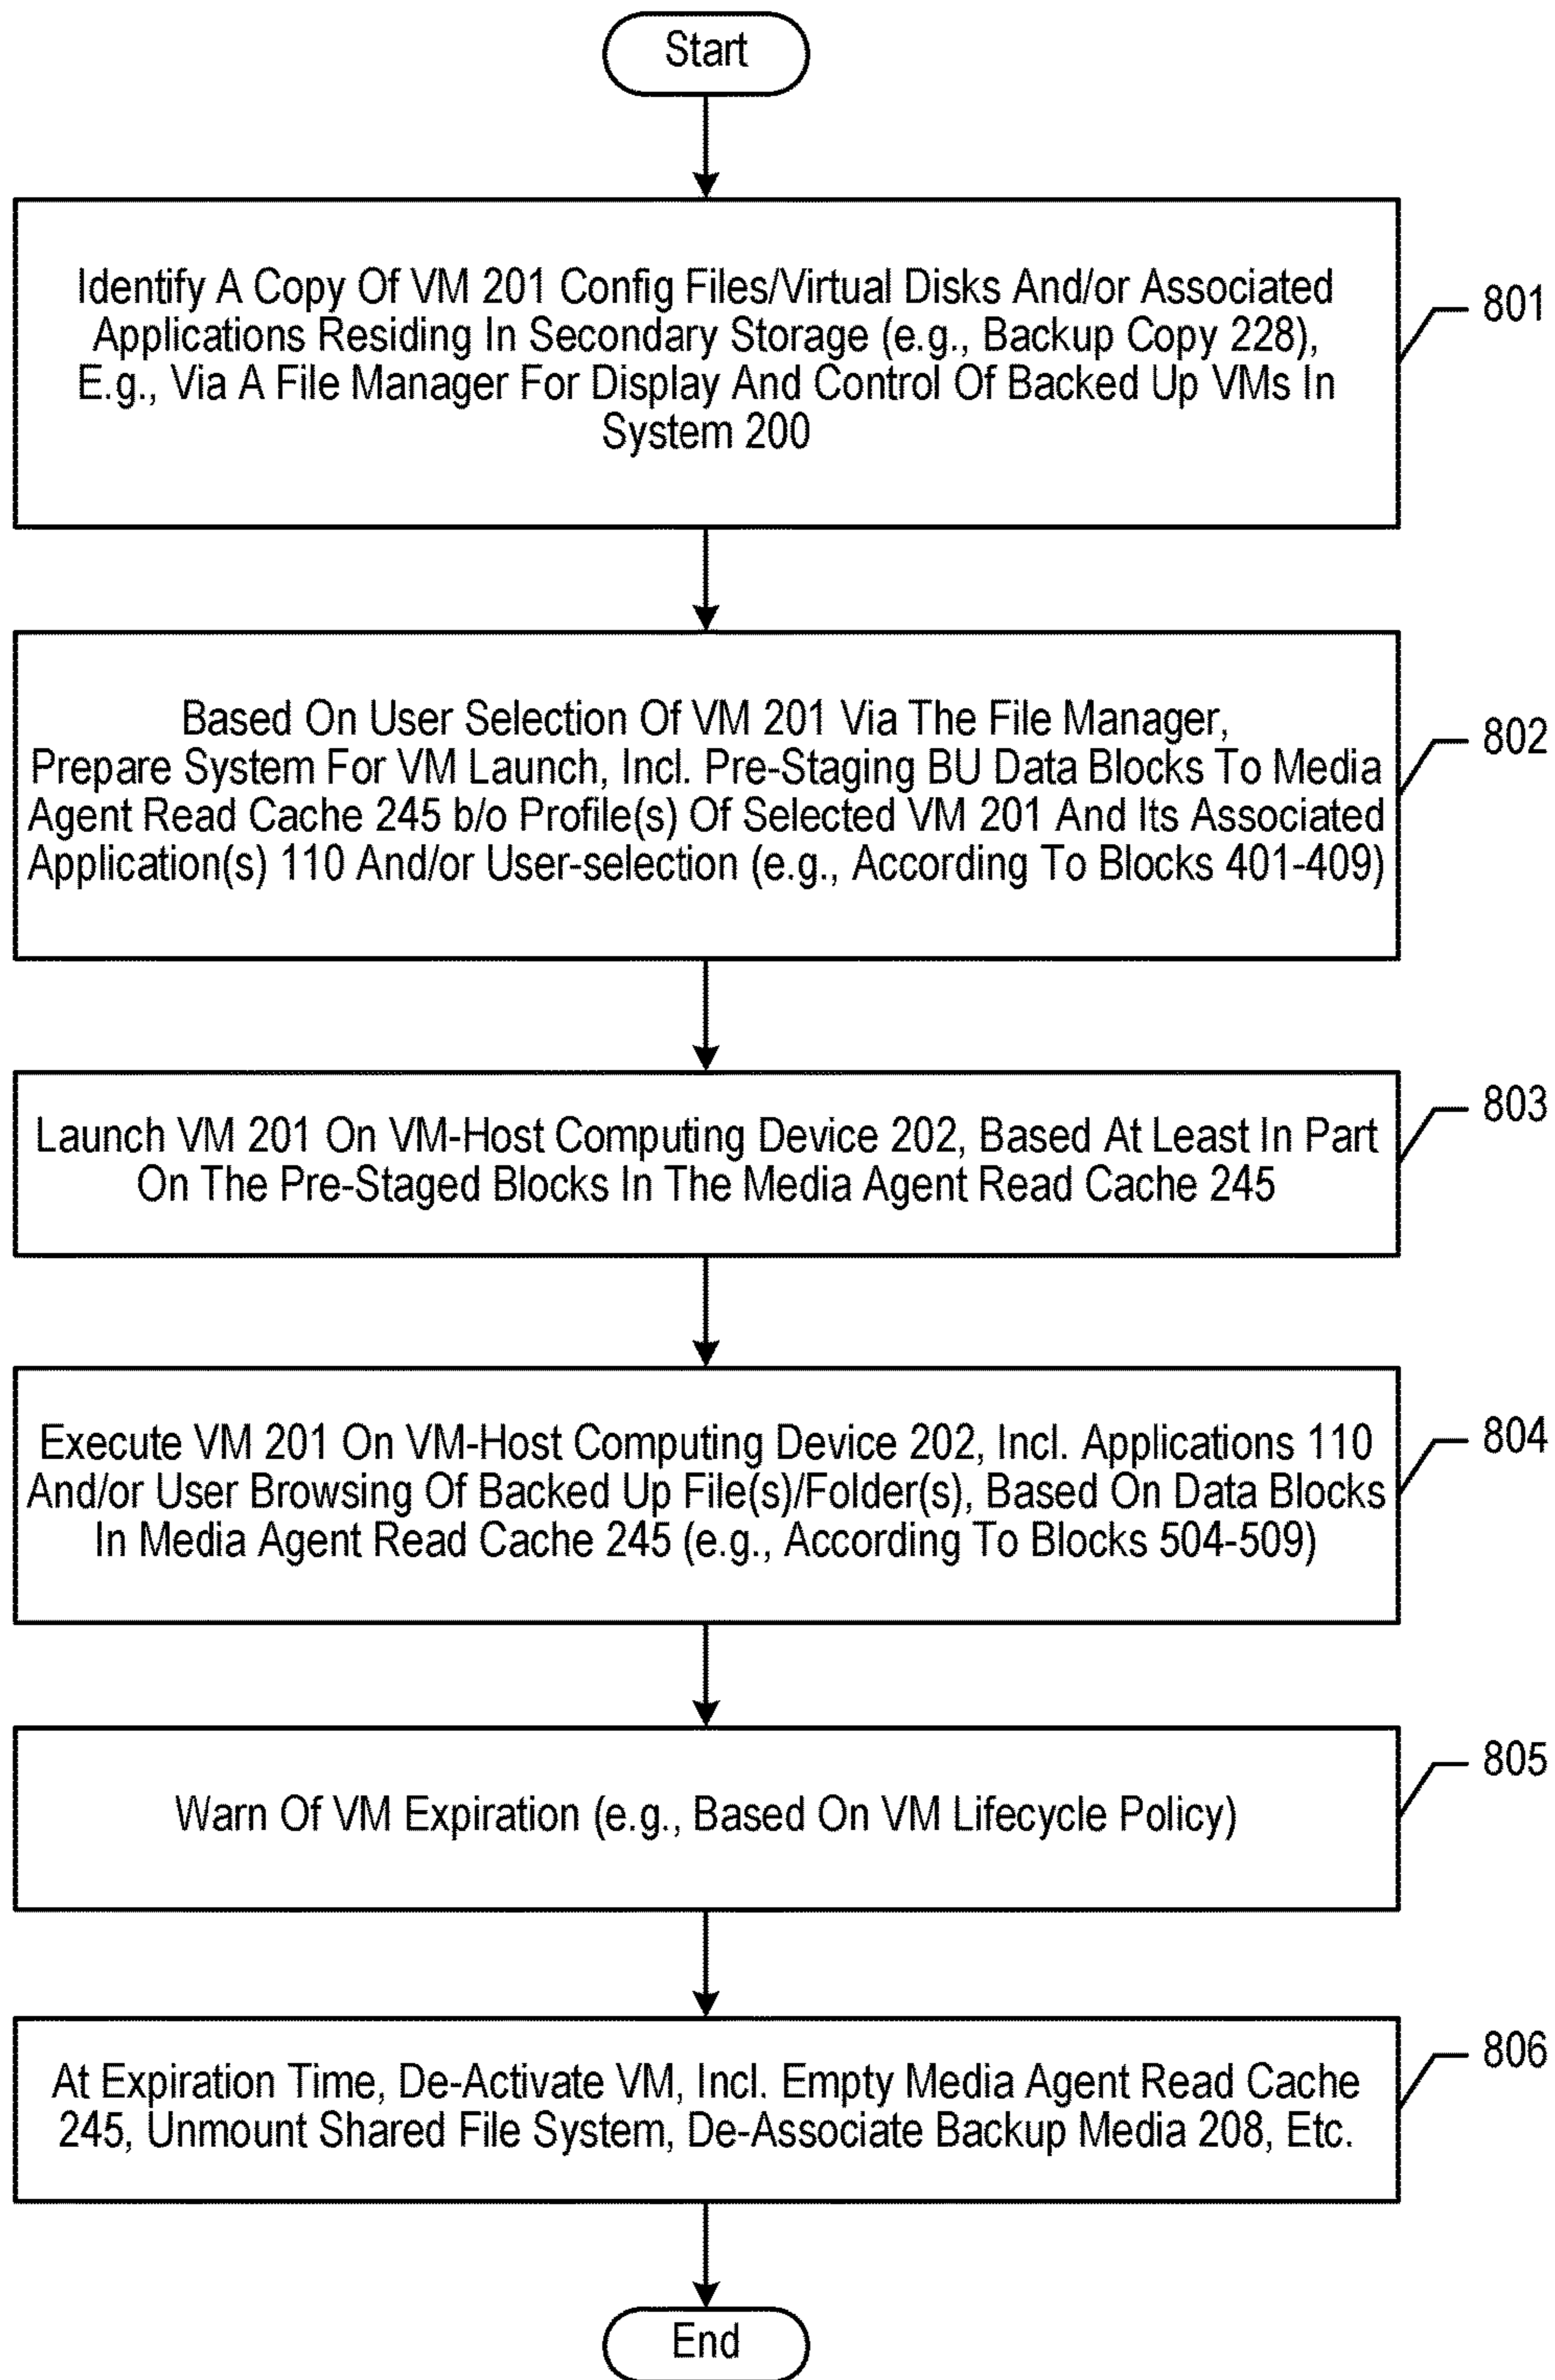 Start
Identify A Copy Of VM 201 Config Files/Virtual Disks And/or Associated
Applications Residing In Secondary Storage (e.g., Backup Copy 228),
E.g., Via A File Manager For Display And Control Of Backed Up VMs In
System 200
801
Based On User Selection Of VM 201 Via The File Manager,
Prepare System For VM Launch, Incl. Pre-Staging BU Data Blocks To Media
Agent Read Cache 245 b/o Profile(s) Of Selected VM 201 And Its Associated
Application(s) 110 And/or User-selection (e.g., According To Blocks 401-409)
802
Launch VM 201 On VM-Host Computing Device 202, Based At Least In Part
On The Pre-Staged Blocks In The Media Agent Read Cache 245
803
Execute VM 201 On VM-Host Computing Device 202, Incl. Applications 110
And/or User Browsing Of Backed Up File(s)/Folder(s), Based On Data Blocks
In Media Agent Read Cache 245 (e.g., According To Blocks 504-509)
804
Warn Of VM Expiration (e.g., Based On VM Lifecycle Policy)
805
At Expiration Time, De-Activate VM, Incl. Empty Media Agent Read Cache
245, Unmount Shared File System, De-Associate Backup Media 208, Etc.
806
End